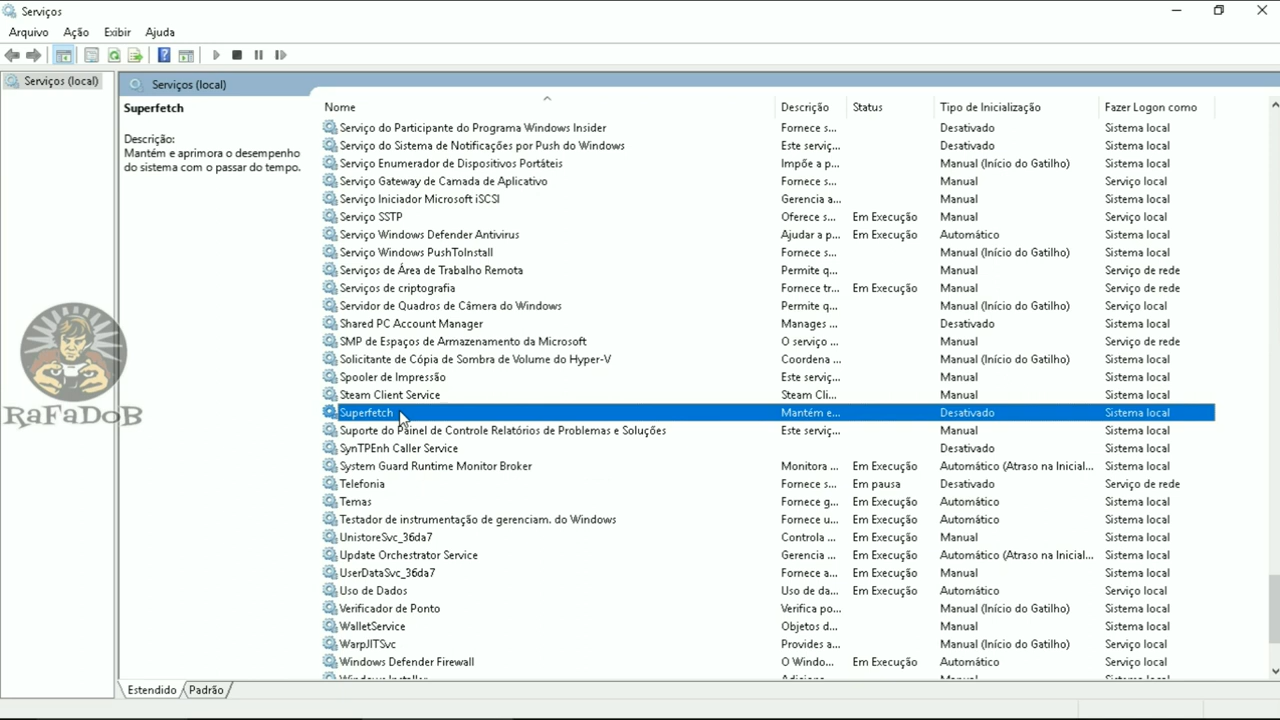 Serviços
Arquivo Ação Exibir Ajuda
Serviços (local)
Serviços (local)
Superfetch
Descrição:
Mantém e aprimora o desempenho
do sistema com o passar do tempo.
Nome Descrição Status Tipo de Inicialização Fazer Logon como
Serviço do Participante do Programa Windows Insider Fornece s... Desativado Sistema local
Serviço do Sistema de Notificações por Push do Windows Este serviç... Desativado Sistema local
Serviço Enumerador de Dispositivos Portáteis Impõe a p... Manual (Início do Gatilho) Sistema local
Serviço Gateway de Camada de Aplicativo Fornece s... Manual Serviço local
Serviço Iniciador Microsoft iSCSI Gerencia a... Manual Sistema local
Serviço SSTP Oferece s... Em Execução Manual Serviço local
Serviço Windows Defender Antivirus Ajudar a p... Em Execução Automático Sistema local
Serviço Windows PushToInstall Fornece s... Manual (Início do Gatilho) Sistema local
Serviços de Área de Trabalho Remota Permite q... Manual Serviço de rede
Serviços de criptografia Fornece tr... Em Execução Manual Serviço de rede
Servidor de Quadros de Câmera do Windows Permite q... Manual (Início do Gatilho) Sistema local
Shared PC Account Manager Manages ... Desativado Sistema local
SMP de Espaços de Armazenamento da Microsoft O serviço ... Manual Serviço de rede
Solicitante de Cópia de Sombra de Volume do Hyper-V Coordena ... Manual (Início do Gatilho) Sistema local
Spooler de Impressão Este serviç... Manual Sistema local
Steam Client Service Steam Cli... Manual Sistema local
Superfetch Mantém e... Desativado Sistema local
Suporte do Painel de Controle Relatórios de Problemas e Soluções Este serviç... Manual Sistema local
SynTPEnh Caller Service Desativado Sistema local
System Guard Runtime Monitor Broker Monitora ... Em Execução Automático (Atraso na Inicial... Sistema local
Telefonia Fornece s... Em pausa Desativado Serviço de rede
Temas Fornece g... Em Execução Automático Sistema local
Testador de instrumentação de gerenciam. do Windows Fornece u... Em Execução Automático Sistema local
UnistoreSvc_36da7 Controla ... Em Execução Manual Sistema local
Update Orchestrator Service Gerencia ... Em Execução Automático (Atraso na Inicial... Sistema local
UserDataSvc_36da7 Fornece a... Em Execução Manual Sistema local
Uso de Dados Uso de da... Em Execução Automático Serviço local
Verificador de Ponto Verifica po... Manual (Início do Gatilho) Sistema local
WalletService Objetos d... Manual Sistema local
WarpJITSvc Provides a... Manual (Início do Gatilho) Serviço local
Windows Defender Firewall O Windo... Em Execução Automático Serviço local
RaFaDoB
Estendido Padrão